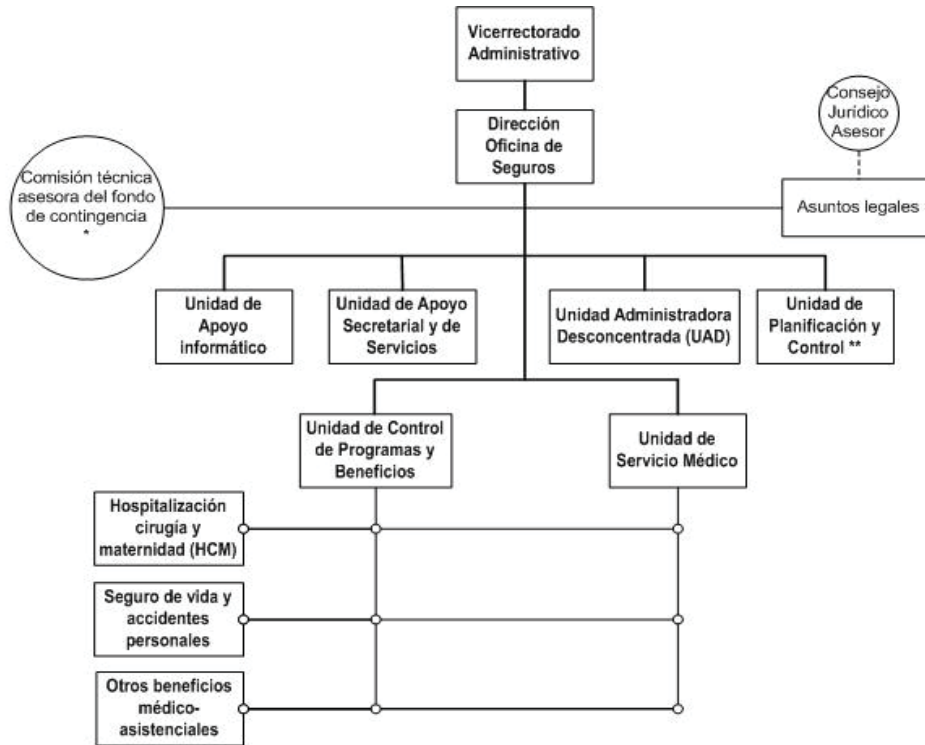 Vicerrectorado
Administrativo
Consejo
Jurídico
Asesor
Dirección
Oficina de
Seguros
Comisión técnica
asesora del fondo
de contingencia
*
Asuntos legales
Unidad de
Apoyo
informático
Unidad de Apoyo
Secretarial y de
Servicios
Unidad Administradora
Desconcentrada (UAD)
Unidad de
Planificación y
Control **
Unidad de Control
de Programas y
Beneficios
Unidad de
Servicio Médico
Hospitalización
cirugía y
maternidad (HCM)
Seguro de vida y
accidentes
personales
Otros beneficios
médico-
asistenciales